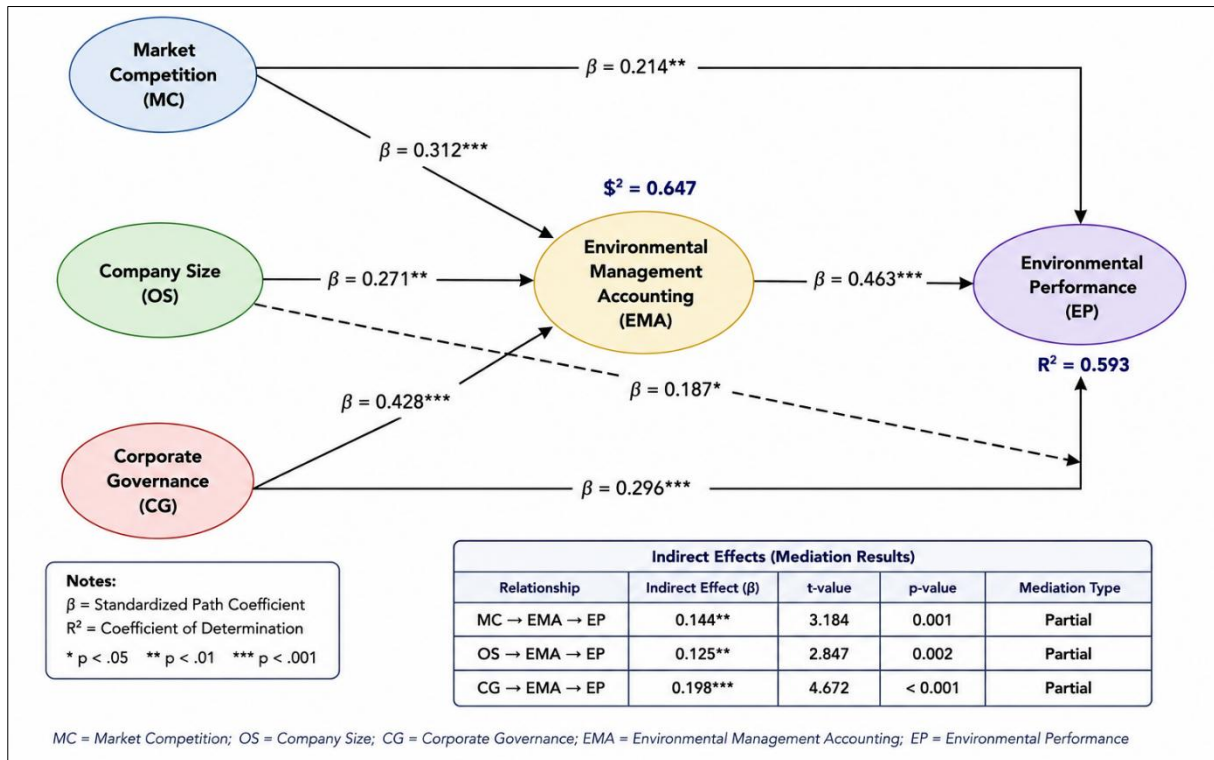 Market
Competition
(MC)
β = 0.214**
β = 0.312***
$² = 0.647
Company Size
(OS)
β = 0.271**
Environmental
Management
Accounting
(EMA)
β = 0.463***
Environmental
Performance
(EP)
R² = 0.593
β = 0.187*
β = 0.428***
Corporate
Governance
(CG)
β = 0.296***
Notes:
β = Standardized Path Coefficient
R² = Coefficient of Determination
* p < .05 ** p < .01 *** p < .001
Indirect Effects (Mediation Results)
Relationship Indirect Effect (β) t-value p-value Mediation Type
MC → EMA → EP 0.144** 3.184 0.001 Partial
OS → EMA → EP 0.125** 2.847 0.002 Partial
CG → EMA → EP 0.198*** 4.672 < 0.001 Partial
MC = Market Competition; OS = Company Size; CG = Corporate Governance; EMA = Environmental Management Accounting; EP = Environmental Performance